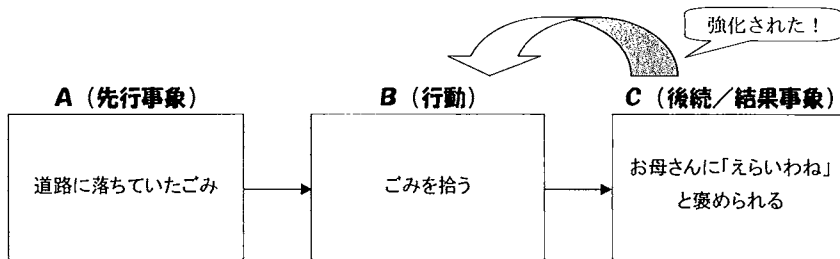 強化された！
A（先行事象）
B（行動）
C（後続／結果事象）
道路に落ちていたごみ
ごみを拾う
お母さんに「えらいわね」
と褒められる